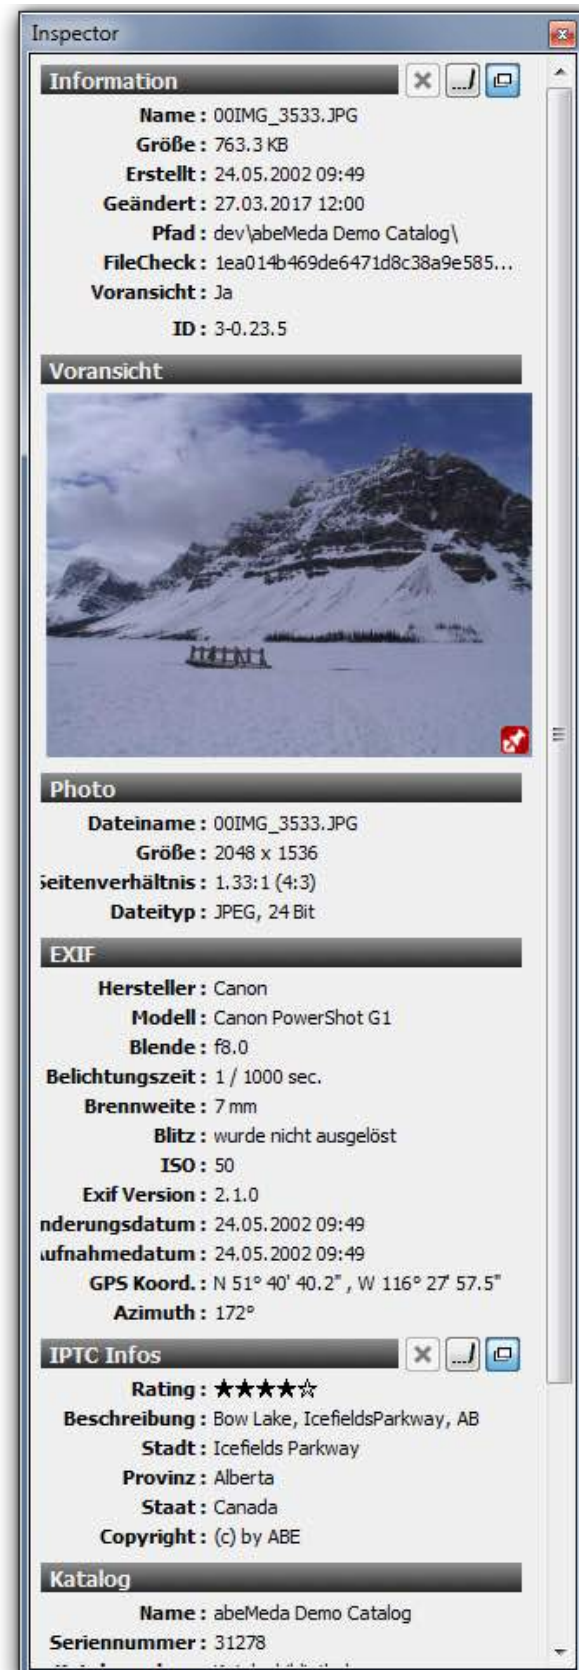 Inspector
Information
Name : 00IMG_3533.JPG
Größe : 763.3 KB
Erstellt : 24.05.2002 09:49
Geändert : 27.03.2017 12:00
Pfad : dev\abeMeda Demo Catalog\
FileCheck : 1ea014b469de6471d8c38a9e585...
Voransicht : Ja
ID : 3-0.23.5
Voransicht
Photo
Dateiname : 00IMG_3533.JPG
Größe : 2048 x 1536
Seitenverhältnis : 1.33:1 (4:3)
Dateityp : JPEG, 24 Bit
EXIF
Hersteller : Canon
Modell : Canon PowerShot G1
Blende : f8.0
Belichtungszeit : 1 / 1000 sec.
Brennweite : 7 mm
Blitz : wurde nicht ausgelöst
ISO : 50
Exif Version : 2.1.0
nderungsdatum : 24.05.2002 09:49
ufnahmedatum : 24.05.2002 09:49
GPS Koord. : N 51° 40' 40.2" , W 116° 27' 57.5"
Azimuth : 172°
IPTC Infos
Rating : ★★★★☆
Beschreibung : Bow Lake, IcefieldsParkway, AB
Stadt : Icefields Parkway
Provinz : Alberta
Staat : Canada
Copyright : (c) by ABE
Katalog
Name : abeMeda Demo Catalog
Seriennummer : 31278